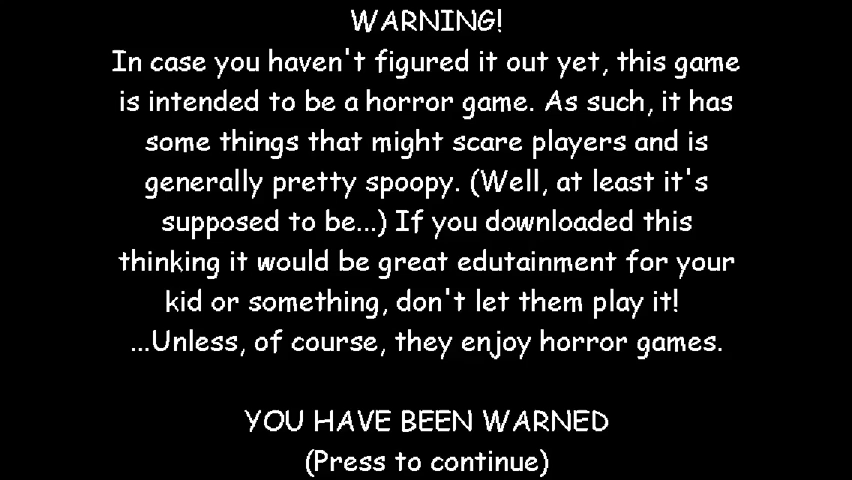 WARNING!
In case you haven't figured it out yet, this game
is intended to be a horror game. As such, it has
some things that might scare players and is
generally pretty spoopy. (Well, at least it's
supposed to be...) If you downloaded this
thinking it would be great edutainment for your
kid or something, don't let them play it!
...Unless, of course, they enjoy horror games.
YOU HAVE BEEN WARNED
(Press to continue)